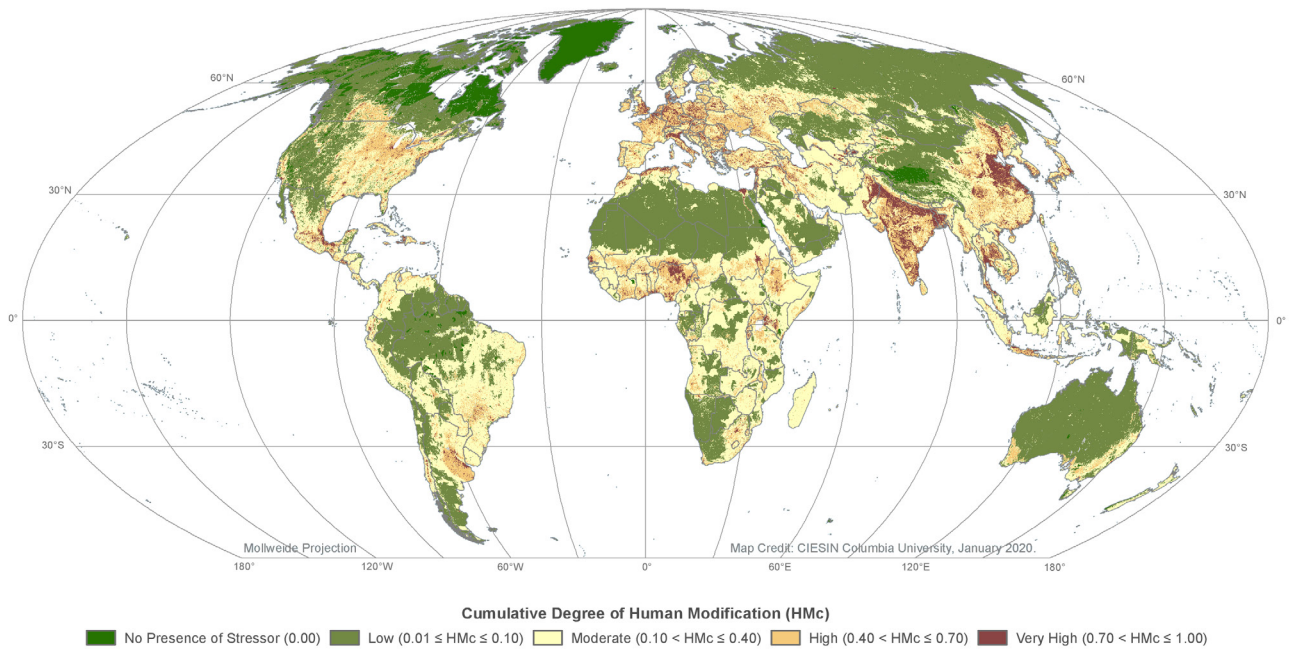 60°N
60°N
30°N
30°N
0°
0°
30°S
30°S
Mollweide Projection
Map Credit: CIESIN Columbia University, January 2020.
180°
120°W
60°W
0°
60°E
120°E
180°
Cumulative Degree of Human Modification (HMc)
No Presence of Stressor (0.00)
Low (0.01 ≤ HMc ≤ 0.10)
Moderate (0.10 < HMc ≤ 0.40)
High (0.40 < HMc ≤ 0.70)
Very High (0.70 < HMc ≤ 1.00)